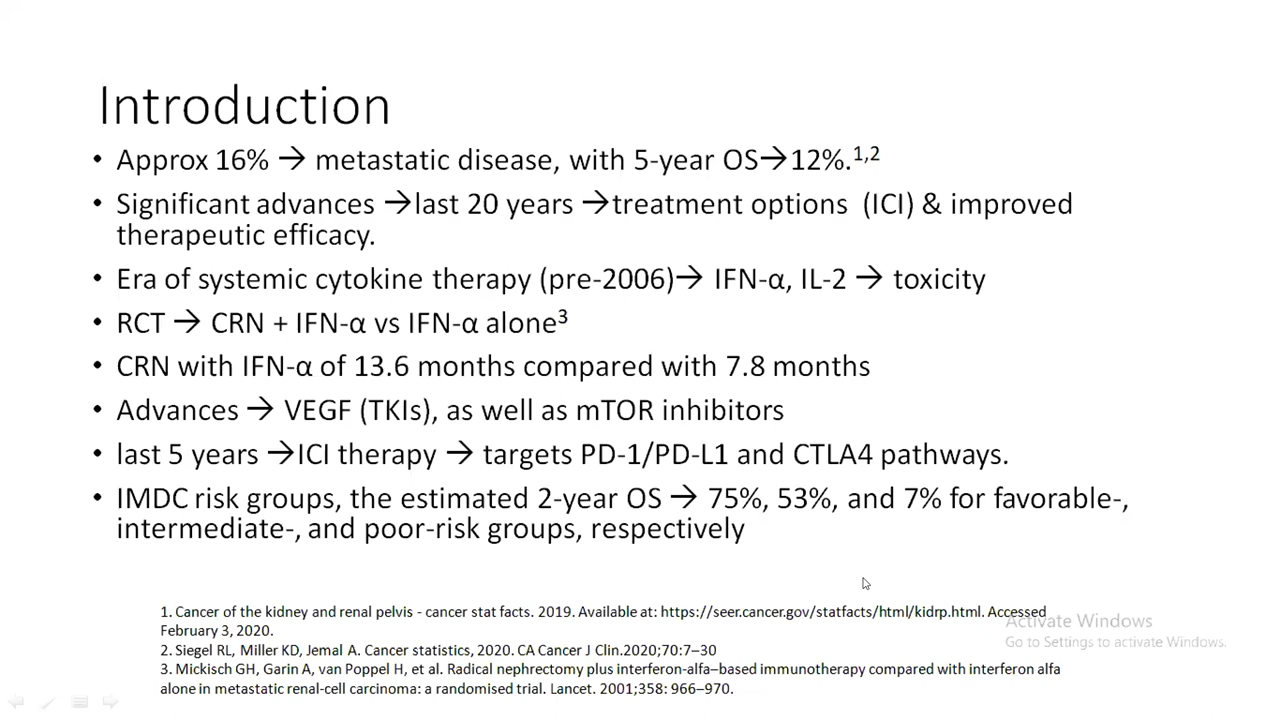 Introduction
• Approx 16% → metastatic disease, with 5-year OS→12%.1,2
• Significant advances →last 20 years →treatment options (ICI) & improved
therapeutic efficacy.
• Era of systemic cytokine therapy (pre-2006)→ IFN-α, IL-2 → toxicity
• RCT → CRN + IFN-α vs IFN-α alone3
• CRN with IFN-α of 13.6 months compared with 7.8 months
• Advances → VEGF (TKIs), as well as mTOR inhibitors
• last 5 years →ICI therapy → targets PD-1/PD-L1 and CTLA4 pathways.
• IMDC risk groups, the estimated 2-year OS → 75%, 53%, and 7% for favorable-,
intermediate-, and poor-risk groups, respectively
1. Cancer of the kidney and renal pelvis - cancer stat facts. 2019. Available at: https://seer.cancer.gov/statfacts/html/kidrp.html. Accessed
February 3, 2020.
2. Siegel RL, Miller KD, Jemal A. Cancer statistics, 2020. CA Cancer J Clin.2020;70:7–30
3. Mickisch GH, Garin A, van Poppel H, et al. Radical nephrectomy plus interferon-alfa–based immunotherapy compared with interferon alfa
alone in metastatic renal-cell carcinoma: a randomised trial. Lancet. 2001;358: 966–970.
Activate Windows
Go to Settings to activate Windows.